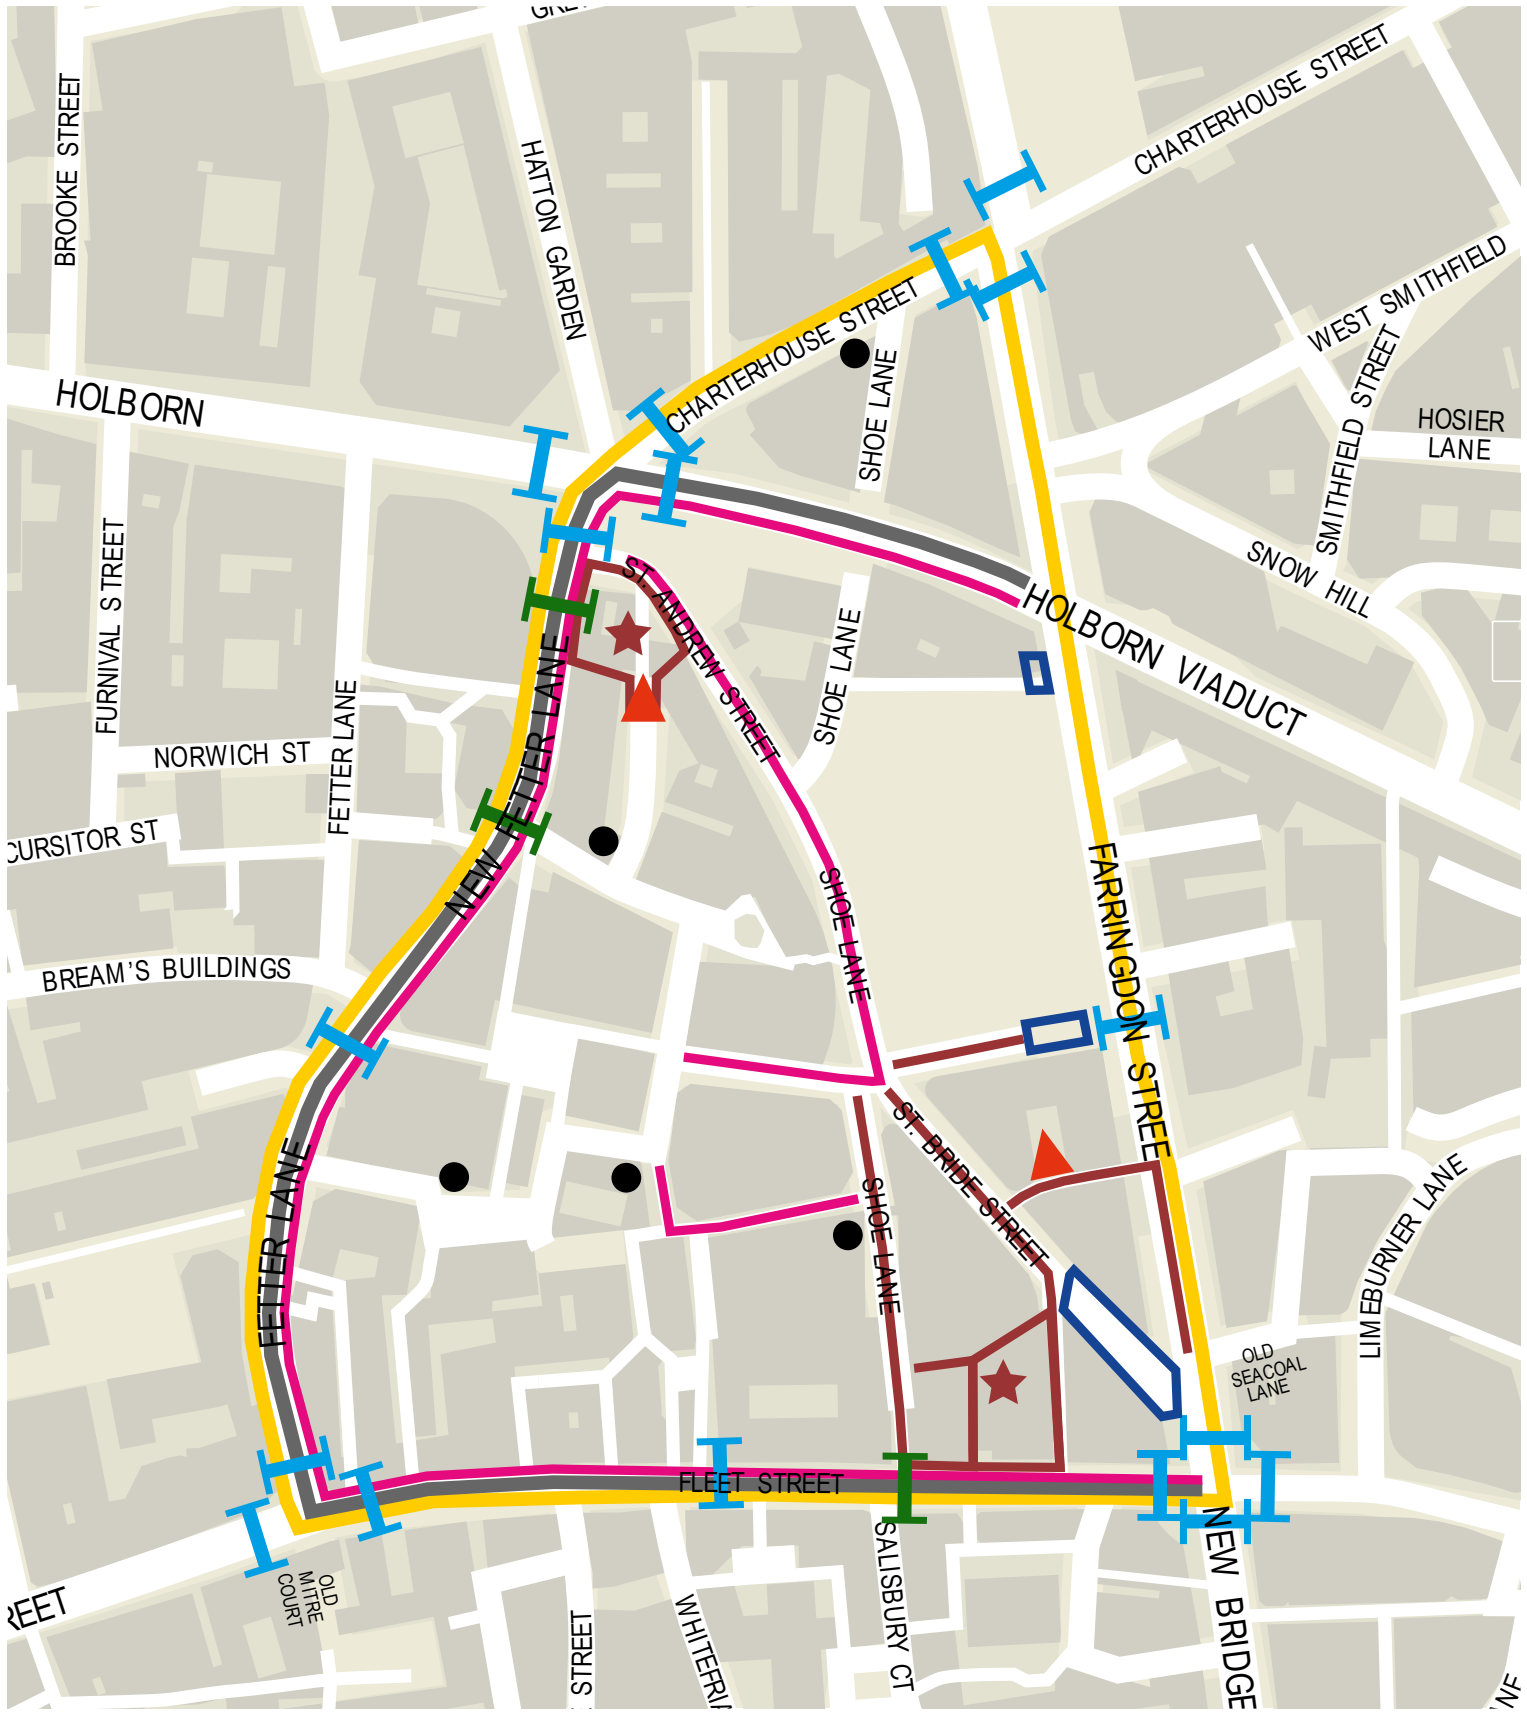 BROOKE STREET
HATTON GARDEN
CHARTERHOUSE STREET
CHARTERHOUSE STREET
WEST SMITHFIELD
SMITHFIELD STREET
HOSIER
LANE
HOLBORN
SHOE LANE
SNOW HILL
HOLBORN VIADUCT
FURNIVAL STREET
FETTER LANE
NORWICH ST
CURSITOR ST
BREAM'S BUILDINGS
NEW FETTER LANE
ST. ANDREW STREET
SHOE LANE
SHOE LANE
FARRINGDON STREE
ST. BRIDE STREET
SHOE LANE
FETTER LANE
LIMEBURNER LANE
OLD
SEACOAL
LANE
FLEET STREET
OLD
MITRE
COURT
REET
STREET
WHITEFRI
SALISBURY CT
NEW BRIDGE